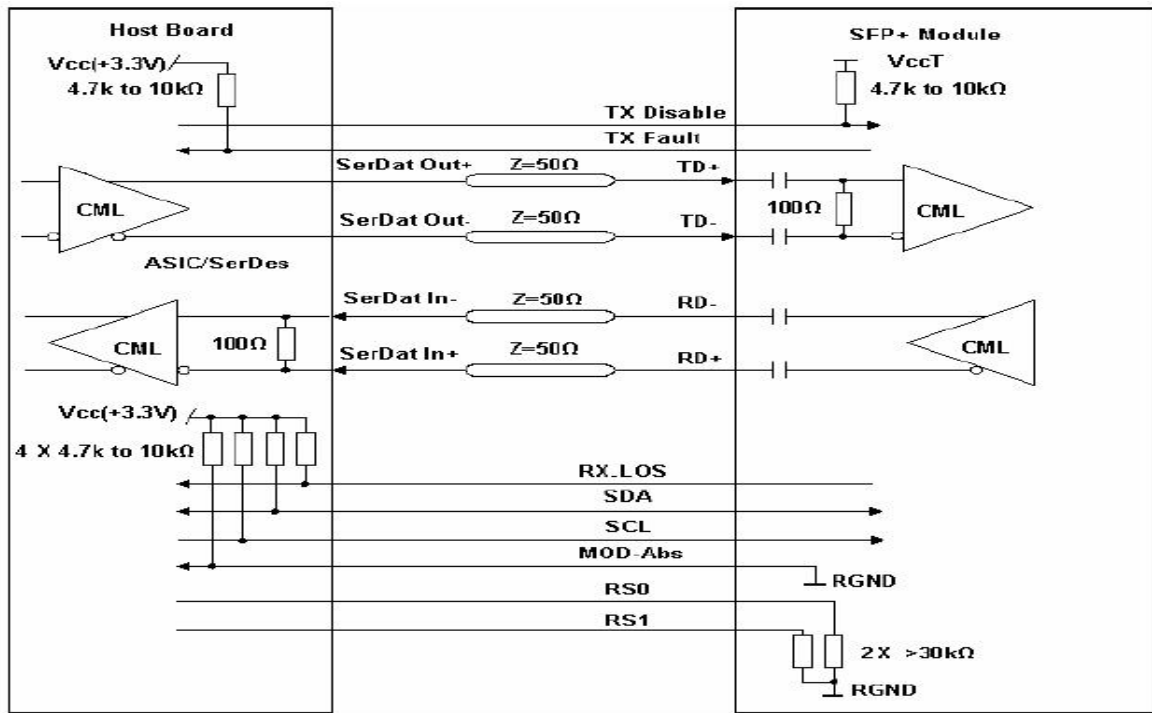 Host Board
SFP+ Module
Vcc(+3.3V)
4.7k to 10kΩ
VccT
4.7k to 10kΩ
TX Disable
TX Fault
SerDat Out+
Z=50Ω
TD+
CML
100Ω
CML
SerDat Out-
Z=50Ω
TD-
ASIC/SerDes
SerDat In-
Z=50Ω
RD-
100Ω
CML
CML
SerDat In+
Z=50Ω
RD+
Vcc(+3.3V)
4 X 4.7k to 10kΩ
RX-LOS
SDA
SCL
MOD-Abs
RGND
RS0
RS1
2X >30kΩ
RGND